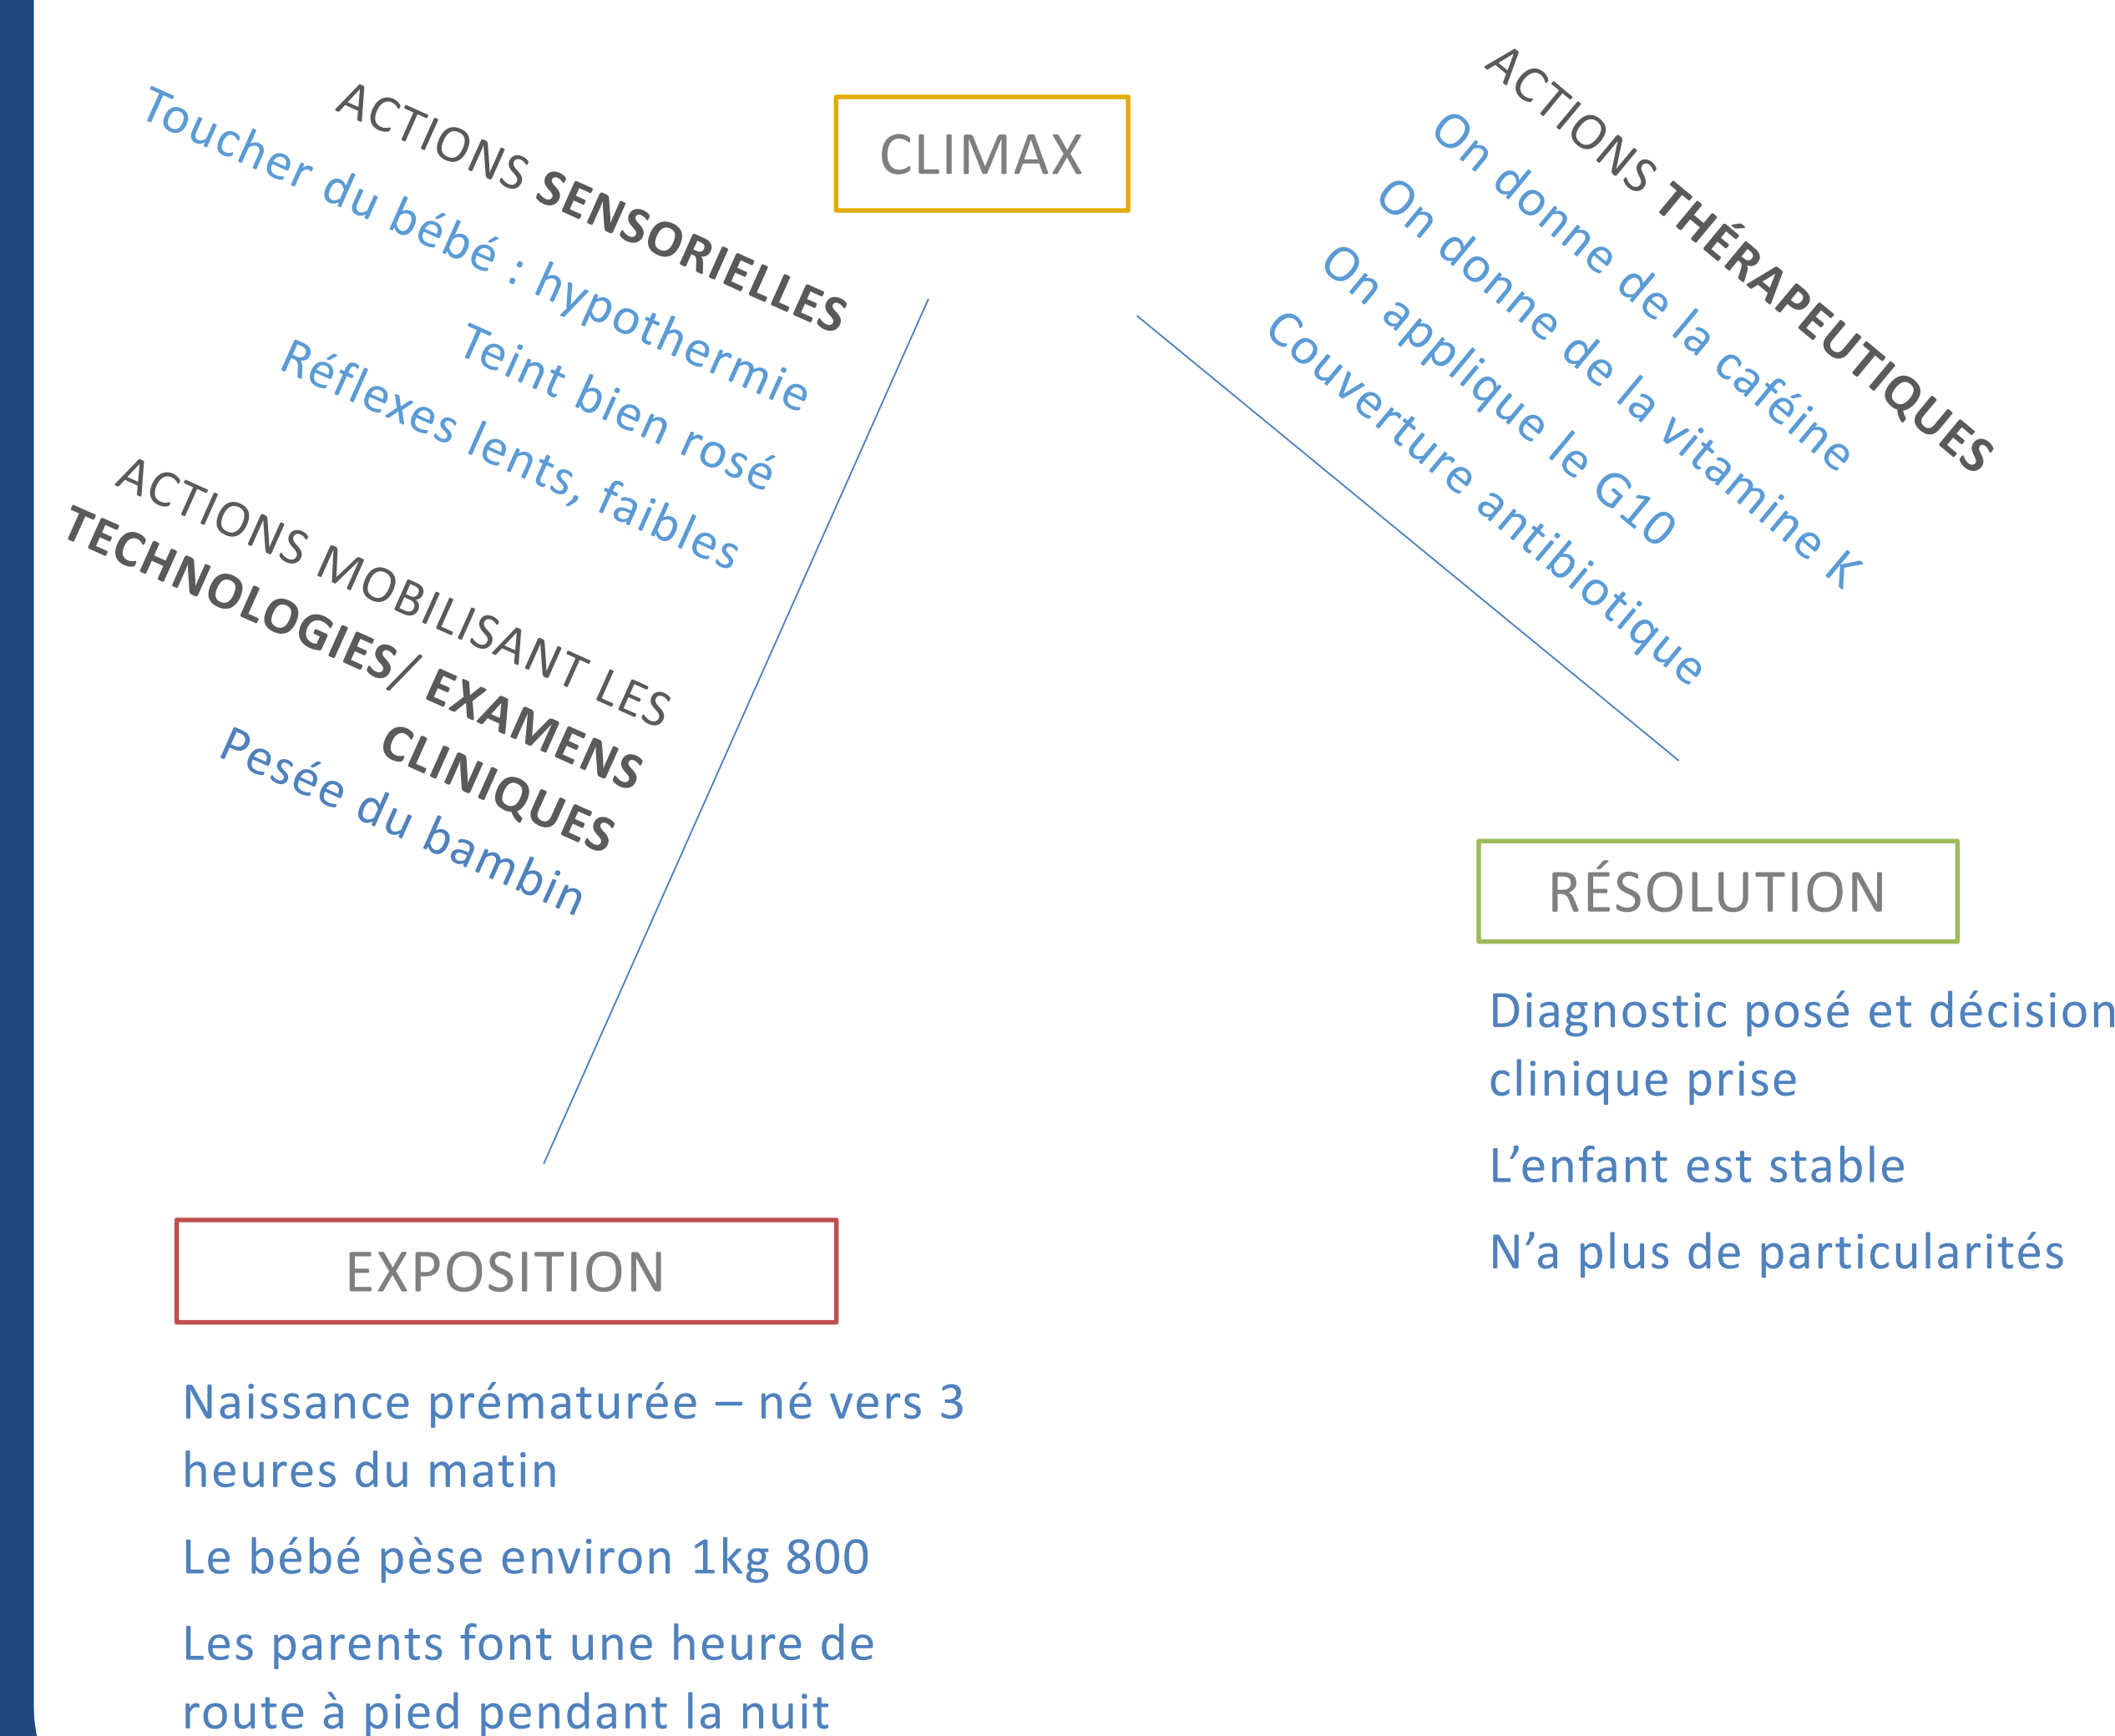 ACTIONS SENSORIELLES
Toucher du bébé : hypothermie
Teint bien rosé
Réflexes lents, faibles
ACTIONS MOBILISANT LES
TECHNOLOGIES/ EXAMENS
CLINIQUES
Pesée du bambin
CLIMAX
ACTIONS THÉRAPEUTIQUES
On donne de la caféine
On donne de la vitamine K
On applique le G10
Couverture antibiotique
RÉSOLUTION
Diagnostic posé et décision
clinique prise
L’enfant est stable
N’a plus de particularités
EXPOSITION
Naissance prématurée – né vers 3
heures du matin
Le bébé pèse environ 1kg 800
Les parents font une heure de
route à pied pendant la nuit